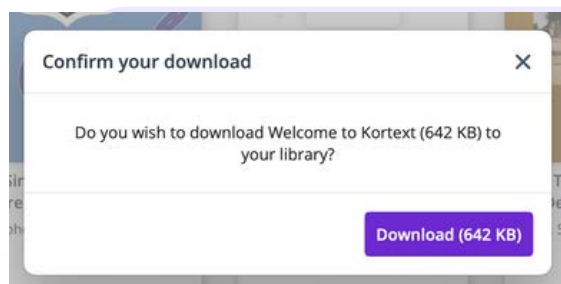 Confirm your download
Do you wish to download Welcome to Kortext (642 KB) to
your library?
Download (642 KB)